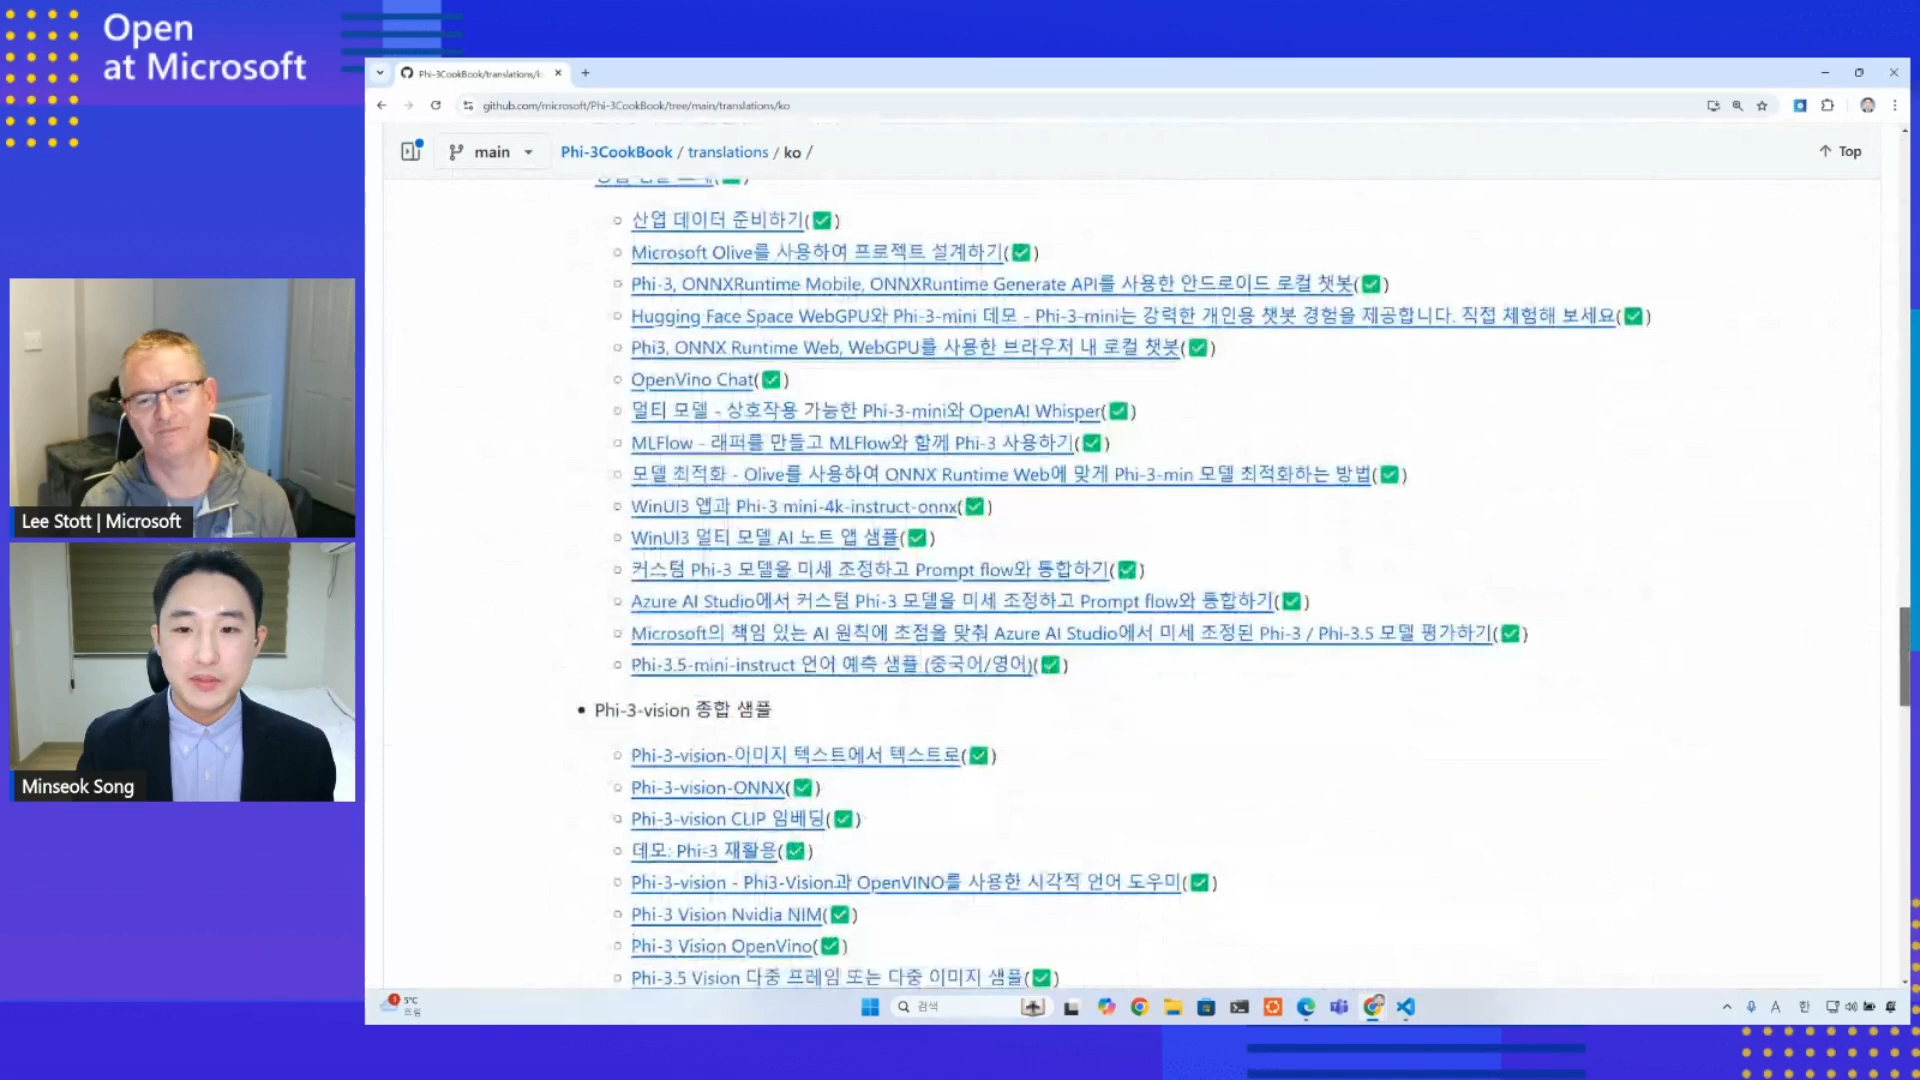 Open
at Microsoft
Phi-3CookBook/translations/k
github.com/microsoft/Phi-3CookBook/tree/main/translations/ko
main
Phi-3CookBook / translations / ko /
Top
산업 데이터 준비하기(✅)
Microsoft Olive를 사용하여 프로젝트 설계하기(✅)
Phi-3, ONNXRuntime Mobile, ONNXRuntime Generate API를 사용한 안드로이드 로컬 챗봇(✅)
Hugging Face Space WebGPU와 Phi-3-mini 데모 - Phi-3-mini는 강력한 개인용 챗봇 경험을 제공합니다. 직접 체험해 보세요(✅)
Phi3, ONNX Runtime Web, WebGPU를 사용한 브라우저 내 로컬 챗봇(✅)
OpenVino Chat(✅)
멀티 모델 - 상호작용 가능한 Phi-3-mini와 OpenAI Whisper(✅)
MLFlow - 래퍼를 만들고 MLFlow와 함께 Phi-3 사용하기(✅)
모델 최적화 - Olive를 사용하여 ONNX Runtime Web에 맞게 Phi-3-min 모델 최적화하는 방법(✅)
WinUI3 앱과 Phi-3 mini-4k-instruct-onnx(✅)
WinUI3 멀티 모델 AI 노트 앱 샘플(✅)
커스텀 Phi-3 모델을 미세 조정하고 Prompt flow와 통합하기(✅)
Azure AI Studio에서 커스텀 Phi-3 모델을 미세 조정하고 Prompt flow와 통합하기(✅)
Microsoft의 책임 있는 AI 원칙에 초점을 맞춰 Azure AI Studio에서 미세 조정된 Phi-3 / Phi-3.5 모델 평가하기(✅)
Phi-3.5-mini-instruct 언어 예측 샘플 (중국어/영어)(✅)
Phi-3-vision 종합 샘플
Phi-3-vision-이미지 텍스트에서 텍스트로(✅)
Phi-3-vision-ONNX(✅)
Phi-3-vision CLIP 임베딩(✅)
데모: Phi-3 재활용(✅)
Phi-3-vision - Phi3-Vision과 OpenVINO를 사용한 시각적 언어 도우미(✅)
Phi-3 Vision Nvidia NIM(✅)
Phi-3 Vision OpenVino(✅)
Phi-3.5 Vision 다중 프레임 또는 다중 이미지 샘플(✅)
Lee Stott | Microsoft
Minseok Song
5°C
흐림
검색
A
한